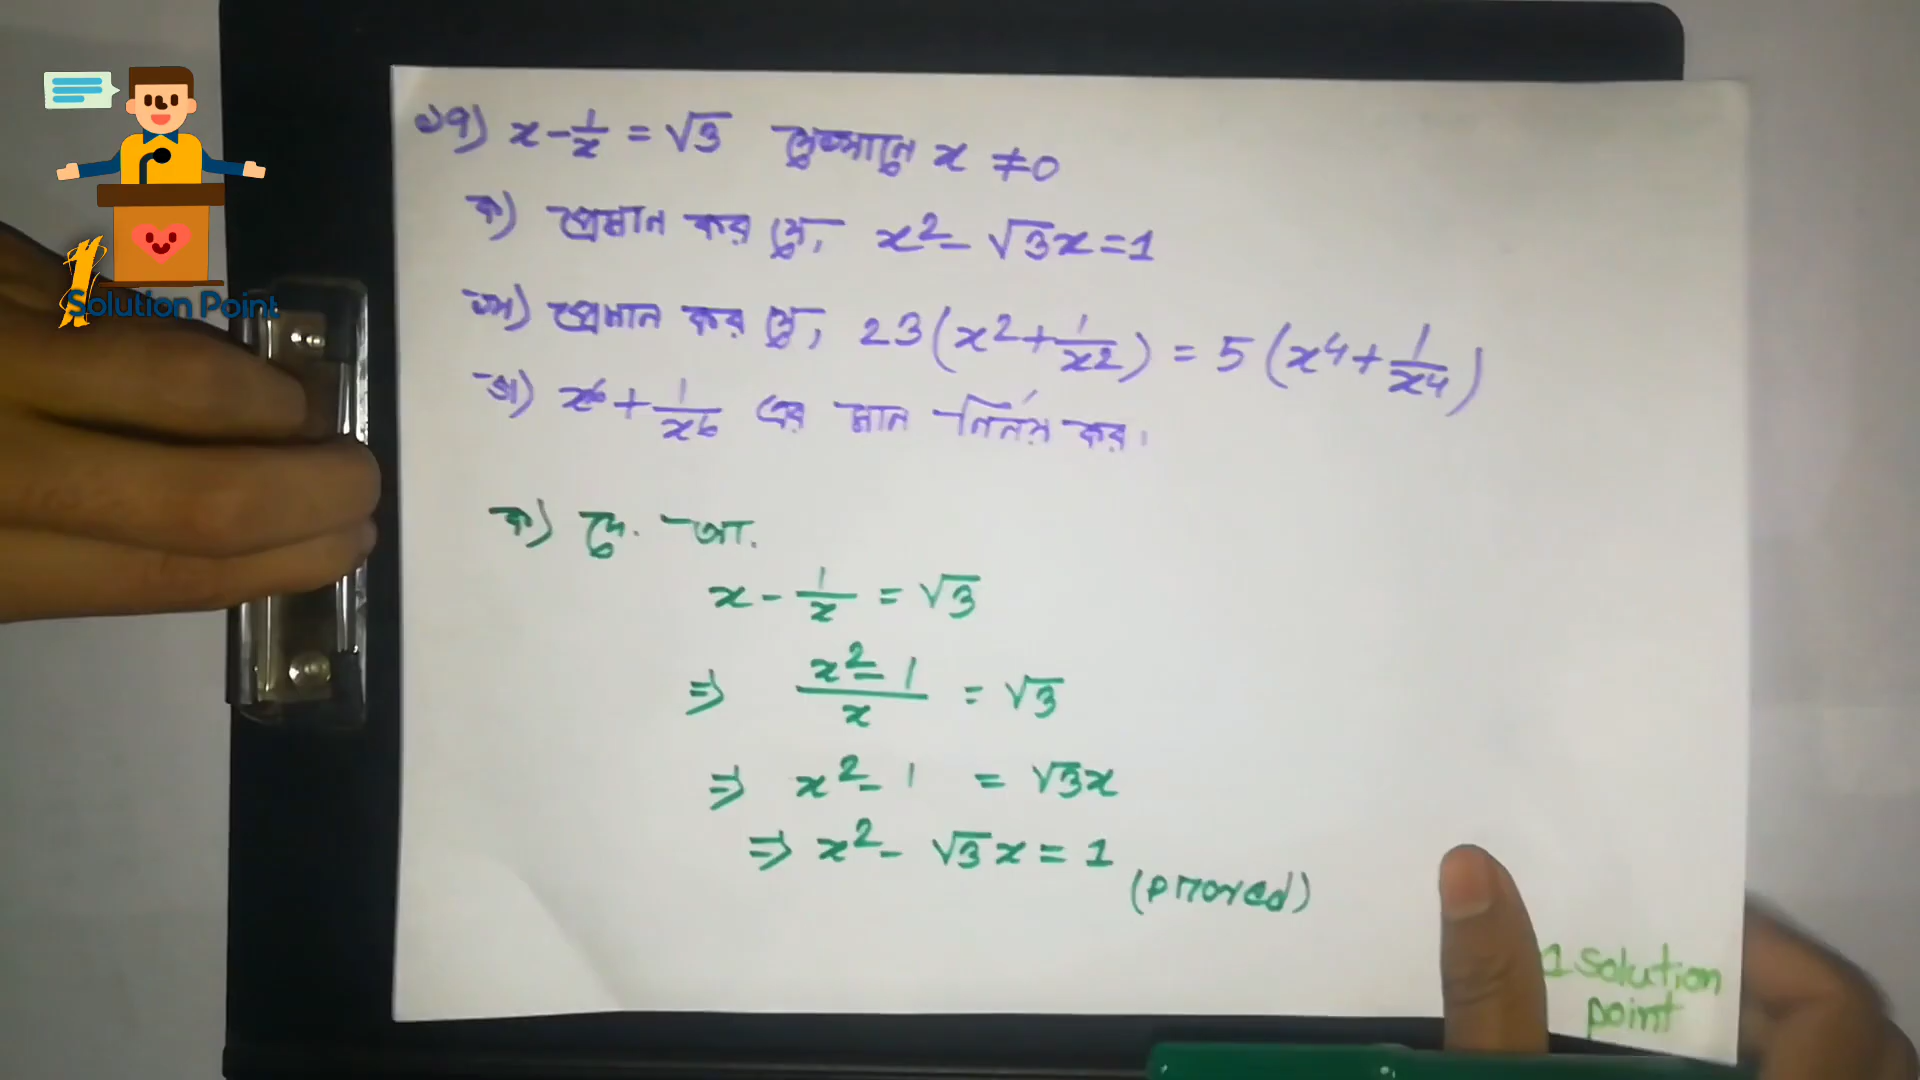 ১৭) x - 1/x = √3 যেখানে x ≠ 0
ক) প্রমান কর যে, x² - √3x = 1
খ) প্রমান কর যে, 23(x² + 1/x²) = 5(x⁴ + 1/x⁴)
গ) x⁶ + 1/x⁶ এর মান নির্নয় কর।
ক) দে. আ.
x - 1/x = √3
⇒ (x² - 1)/x = √3
⇒ x² - 1 = √3x
⇒ x² - √3x = 1
(proved)
1 Solution Point
1 Solution
point